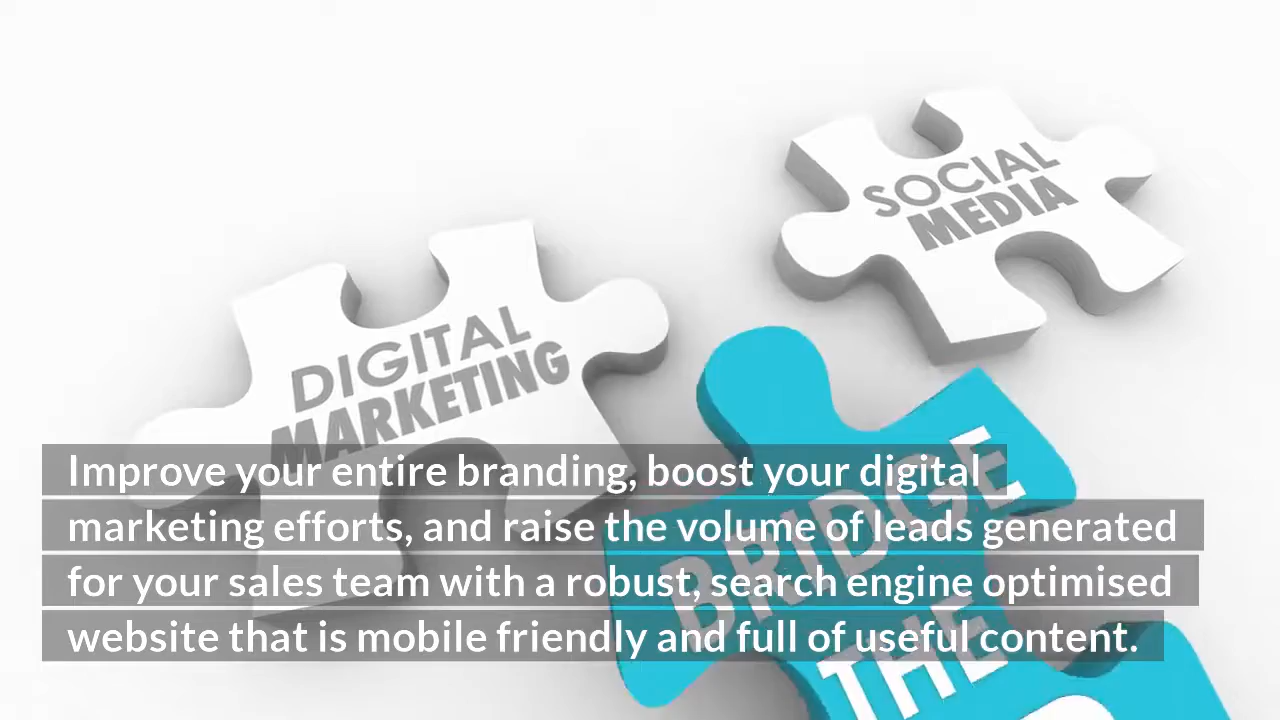 SOCIAL
MEDIA
DIGITAL
MARKETING
BRIDGE
THE
Improve your entire branding, boost your digital
marketing efforts, and raise the volume of leads generated
for your sales team with a robust, search engine optimised
website that is mobile friendly and full of useful content.